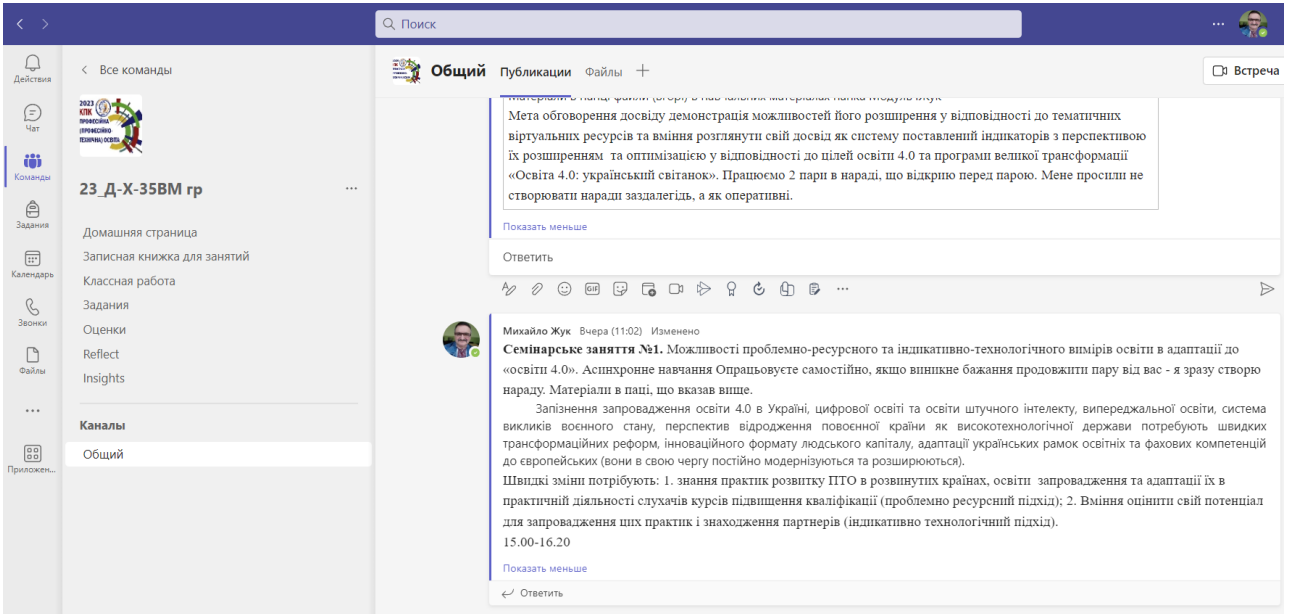 Поиск
Действия
Чат
Команды
Задания
Календарь
Звонки
Файлы
Приложен...
Все команды
2023
КПК
ПРОФЕСІЙНА
(ПРОФЕСІЙНО-
ТЕХНІЧНА) ОСВІТА
23_Д-Х-35ВМ гр
Домашняя страница
Записная книжка для занятий
Классная работа
Задания
Оценки
Reflect
Insights
Каналы
Общий
Общий Публикации Файлы
Встреча
Мета обговорення досвіду демонстрація можливостей його розширення у відповідності до тематичних
віртуальних ресурсів та вміння розглянути свій досвід як систему поставлений індикаторів з перспективою
їх розширенням та оптимізацією у відповідності до цілей освіти 4.0 та програми великої трансформації
«Освіта 4.0: український світанок». Працюємо 2 пари в нараді, що відкрию перед парою. Мене просили не
створювати наради заздалегідь, а як оперативні.
Показать меньше
Ответить
GIF
Михайло Жук Вчера (11:02) Изменено
Семінарське заняття №1. Можливості проблемно-ресурсного та індикативно-технологічного вимірів освіти в адаптації до
«освіти 4.0». Асинхронне навчання Опрацьовуєте самостійно, якщо виникне бажання продовжити пару від вас - я зразу створю
нараду. Матеріали в паці, що вказав вище.
Запізнення запровадження освіти 4.0 в Україні, цифрової освіті та освіти штучного інтелекту, випереджальної освіти, система
викликів воєнного стану, перспектив відродження повоєнної країни як високотехнологічної держави потребують швидких
трансформаційних реформ, інноваційного формату людського капіталу, адаптації українських рамок освітніх та фахових компетенцій
до європейських (вони в свою чергу постійно модернізуються та розширюються).
Швидкі зміни потрібують: 1. знання практик розвитку ПТО в розвинутих країнах, освіти запровадження та адаптації їх в
практичній діяльності слухачів курсів підвищення кваліфікації (проблемно ресурсний підхід); 2. Вміння оцінити свій потенціал
для запровадження цих практик і знаходження партнерів (індикативно технологічний підхід).
15.00-16.20
Показать меньше
Ответить